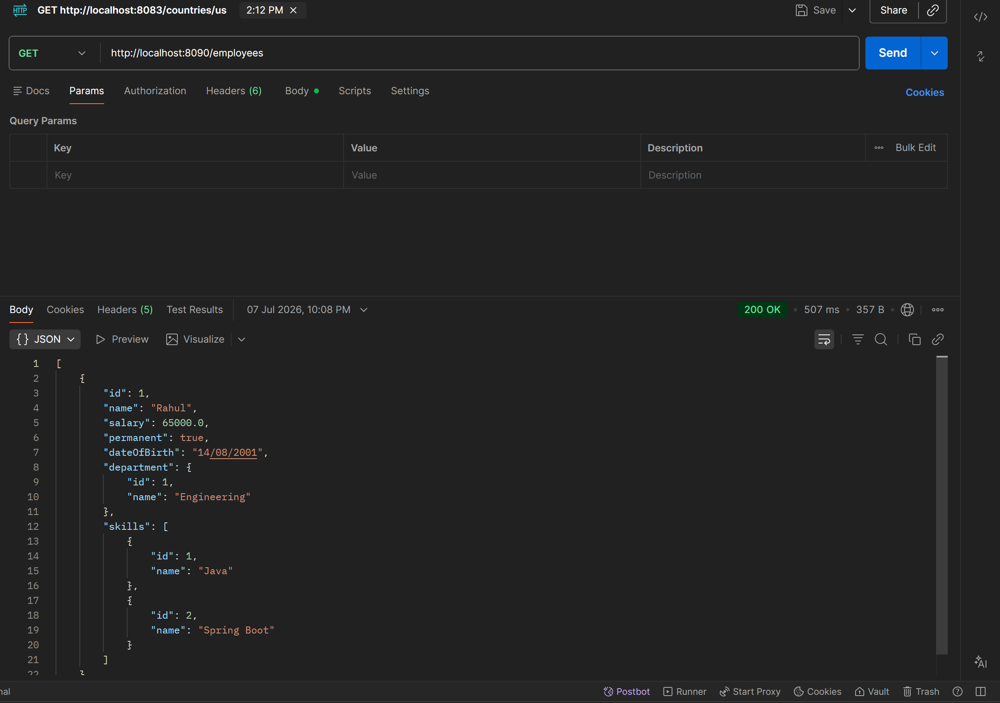 HTTP GET http://localhost:8083/countries/us 2:12 PM Save Share
GET http://localhost:8090/employees Send
Docs Params Authorization Headers (6) Body Scripts Settings Cookies
Query Params
Key Value Description Bulk Edit
Key Value Description
Body Cookies Headers (5) Test Results 07 Jul 2026, 10:08 PM 200 OK 507 ms 357 B
{} JSON Preview Visualize
1 [
2 {
3 "id": 1,
4 "name": "Rahul",
5 "salary": 65000.0,
6 "permanent": true,
7 "dateOfBirth": "14/08/2001",
8 "department": {
9 "id": 1,
10 "name": "Engineering"
11 },
12 "skills": [
13 {
14 "id": 1,
15 "name": "Java"
16 },
17 {
18 "id": 2,
19 "name": "Spring Boot"
20 }
21 ]
22 }
AI
nal Postbot Runner Start Proxy Cookies Vault Trash